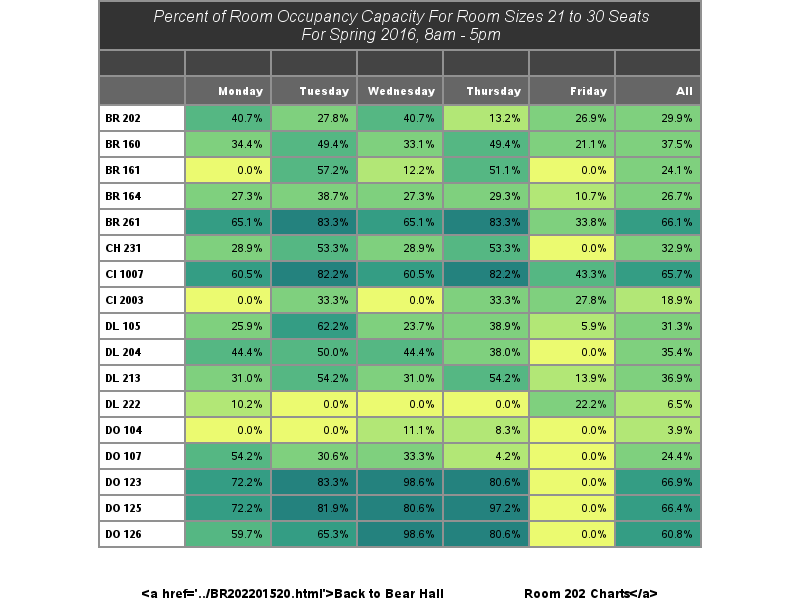 Percent of Room Occupancy Capacity For Room Sizes 21 to 30 Seats
For Spring 2016, 8am - 5pm
Monday Tuesday Wednesday Thursday Friday All
BR 202 40.7% 27.8% 40.7% 13.2% 26.9% 29.9%
BR 160 34.4% 49.4% 33.1% 49.4% 21.1% 37.5%
BR 161 0.0% 57.2% 12.2% 51.1% 0.0% 24.1%
BR 164 27.3% 38.7% 27.3% 29.3% 10.7% 26.7%
BR 261 65.1% 83.3% 65.1% 83.3% 33.8% 66.1%
CH 231 28.9% 53.3% 28.9% 53.3% 0.0% 32.9%
CI 1007 60.5% 82.2% 60.5% 82.2% 43.3% 65.7%
CI 2003 0.0% 33.3% 0.0% 33.3% 27.8% 18.9%
DL 105 25.9% 62.2% 23.7% 38.9% 5.9% 31.3%
DL 204 44.4% 50.0% 44.4% 38.0% 0.0% 35.4%
DL 213 31.0% 54.2% 31.0% 54.2% 13.9% 36.9%
DL 222 10.2% 0.0% 0.0% 0.0% 22.2% 6.5%
DO 104 0.0% 0.0% 11.1% 8.3% 0.0% 3.9%
DO 107 54.2% 30.6% 33.3% 4.2% 0.0% 24.4%
DO 123 72.2% 83.3% 98.6% 80.6% 0.0% 66.9%
DO 125 72.2% 81.9% 80.6% 97.2% 0.0% 66.4%
DO 126 59.7% 65.3% 98.6% 80.6% 0.0% 60.8%
<a href='../BR202201520.html'>Back to Bear Hall Room 202 Charts</a>